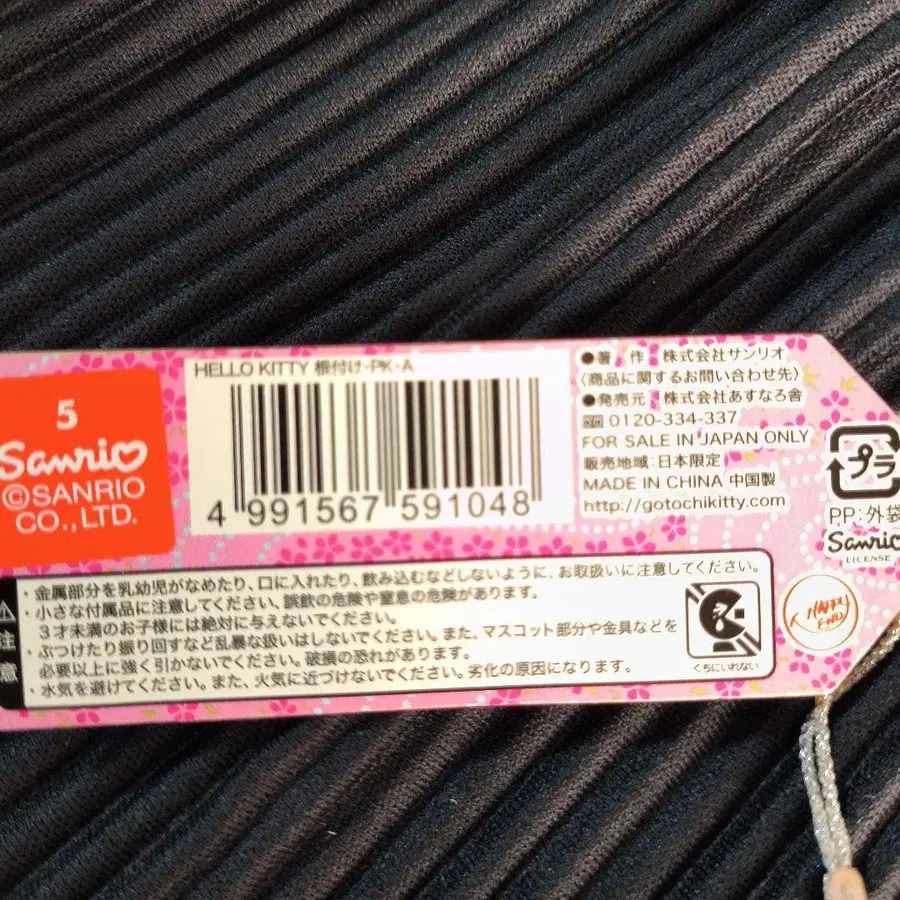 5
Sanrio
©SANRIO
CO.,LTD.
HELLO KITTY 根付け・PK・A
4 991567 591048
●著 作 株式会社サンリオ
〈商品に関するお問い合わせ先〉
●発売元 株式会社あすなろ舎
0120-334-337
FOR SALE IN JAPAN ONLY
販売地域：日本限定
MADE IN CHINA 中国製
http://gotochikitty.com
プラ
PP：外袋
Sanrio
LICENSE
注意
・金属部分を乳幼児がなめたり、口に入れたり、飲み込むなどしないように、お取扱いに注意してください。
・小さな付属品に注意してください。誤飲の危険や窒息の危険があります。
３才未満のお子様には絶対に与えないでください。
・ぶつけたり振り回すなど乱暴な扱いはしないでください。また、マスコット部分や金具などを
必要以上に強く引かないでください。破損の恐れがあります。
・水気を避けてください。また、火気に近づけないでください。劣化の原因になります。
くちにいれない
HAPPY
END